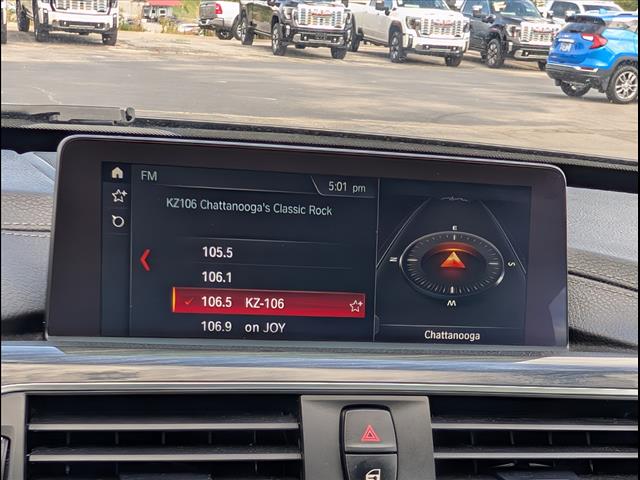 FM
5:01 pm
KZ106 Chattanooga's Classic Rock
105.5
106.1
106.5 KZ-106
106.9 on JOY
E
N
S
W
Chattanooga